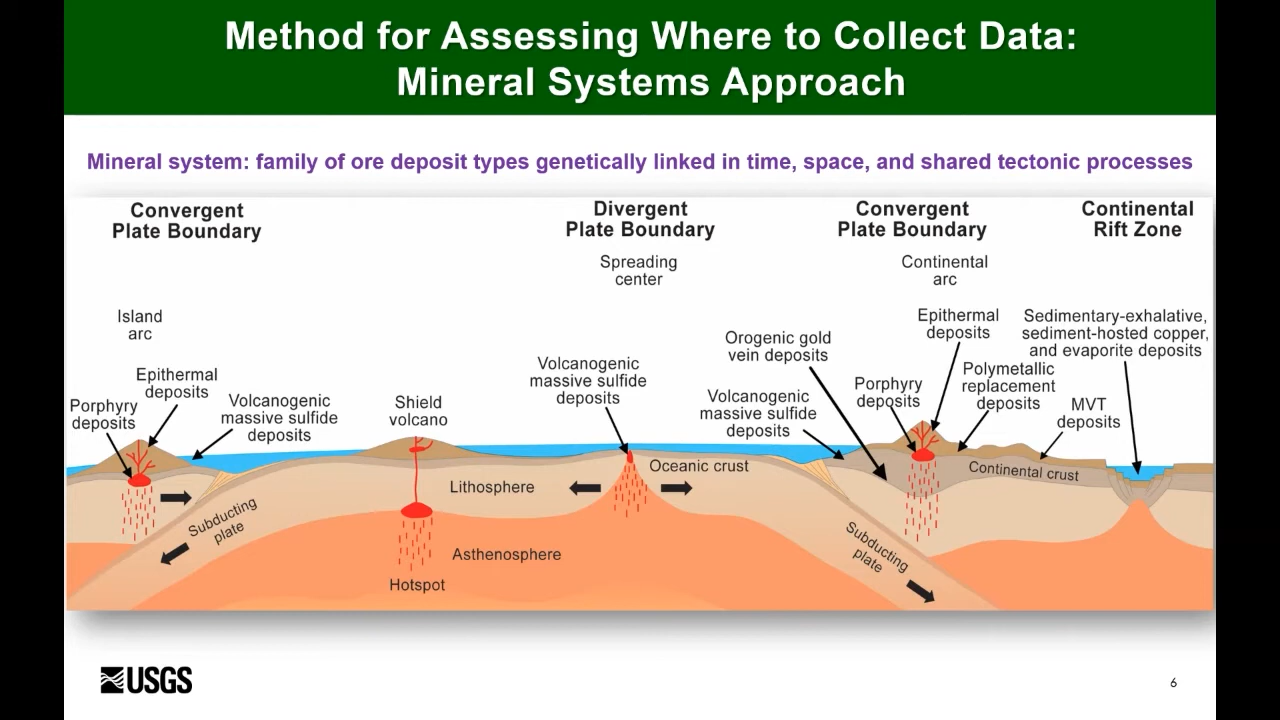 Method for Assessing Where to Collect Data:
Mineral Systems Approach
Mineral system: family of ore deposit types genetically linked in time, space, and shared tectonic processes
Convergent
Plate Boundary
Island
arc
Epithermal
deposits
Porphyry
deposits
Volcanogenic
massive sulfide
deposits
Subducting
plate
Shield
volcano
Lithosphere
Asthenosphere
Hotspot
Divergent
Plate Boundary
Spreading
center
Volcanogenic
massive sulfide
deposits
Oceanic crust
Convergent
Plate Boundary
Continental
arc
Orogenic gold
vein deposits
Volcanogenic
massive sulfide
deposits
Epithermal
deposits
Porphyry
deposits
Polymetallic
replacement
deposits
MVT
deposits
Continental crust
Subducting
plate
Continental
Rift Zone
Sedimentary-exhalative,
sediment-hosted copper,
and evaporite deposits
USGS
6